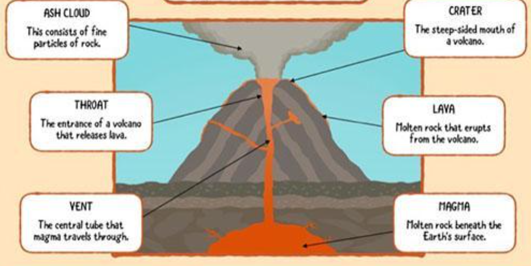 ASH CLOUD
This consists of fine
particles of rock.
CRATER
The steep-sided mouth of
a volcano.
THROAT
The entrance of a volcano
that releases lava.
LAVA
Molten rock that erupts
from the volcano.
VENT
The central tube that
magma travels through.
MAGMA
Molten rock beneath the
Earth's surface.